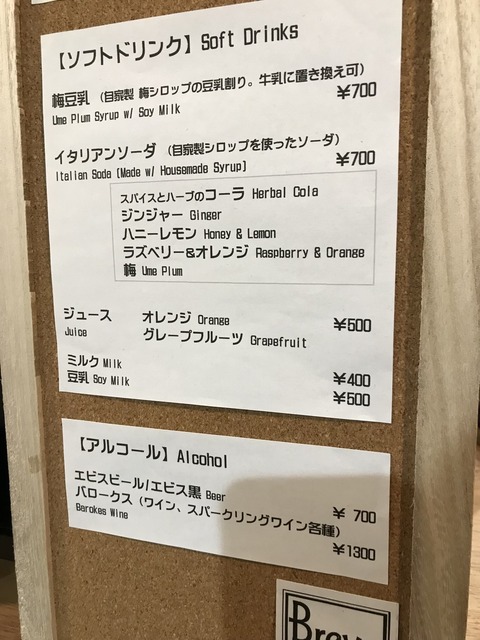 【ソフトドリンク】Soft Drinks
梅豆乳 （自家製 梅シロップの豆乳割り。牛乳に置き換え可） ¥700
Ume Plum Syrup w/ Soy Milk
イタリアンソーダ （自家製シロップを使ったソーダ） ¥700
Italian Soda [Made w/ Housemade Syrup]
スパイスとハーブのコーラ Herbal Cola
ジンジャー Ginger
ハニーレモン Honey & Lemon
ラズベリー&オレンジ Raspberry & Orange
梅 Ume Plum
ジュース オレンジ Orange ¥500
Juice グレープフルーツ Grapefruit
ミルク Milk ¥400
豆乳 Soy Milk ¥500
【アルコール】Alcohol
エビスビール/エビス黒 Beer ¥ 700
バロークス（ワイン、スパークリングワイン各種） ¥1300
Barokes Wine